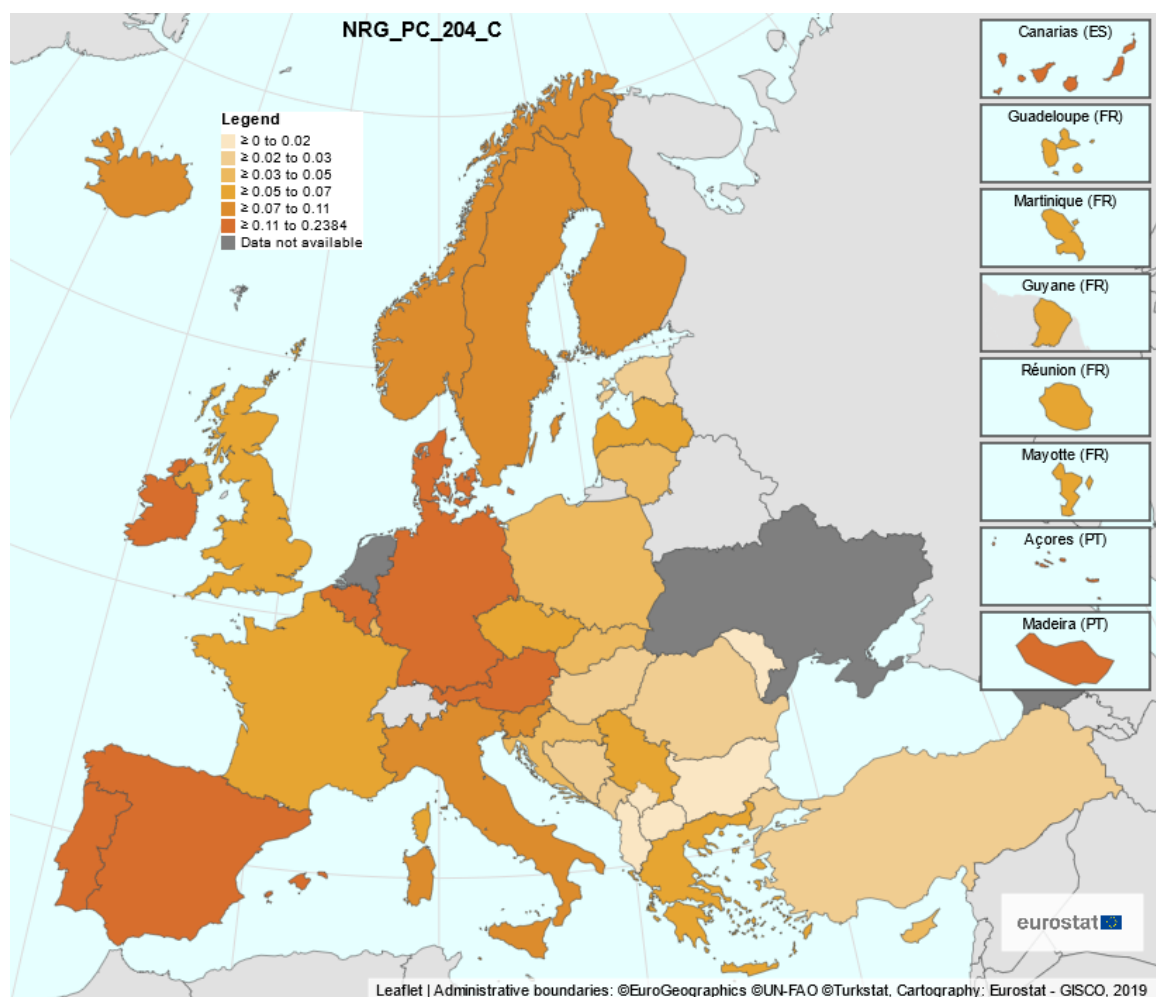 NRG_PC_204_C
Legend
≥ 0 to 0.02
≥ 0.02 to 0.03
≥ 0.03 to 0.05
≥ 0.05 to 0.07
≥ 0.07 to 0.11
≥ 0.11 to 0.2384
Data not available
Canarias (ES)
Guadeloupe (FR)
Martinique (FR)
Guyane (FR)
Réunion (FR)
Mayotte (FR)
Açores (PT)
Madeira (PT)
eurostat
Leaflet | Administrative boundaries: ©EuroGeographics ©UN-FAO ©Turkstat, Cartography: Eurostat - GISCO, 2019